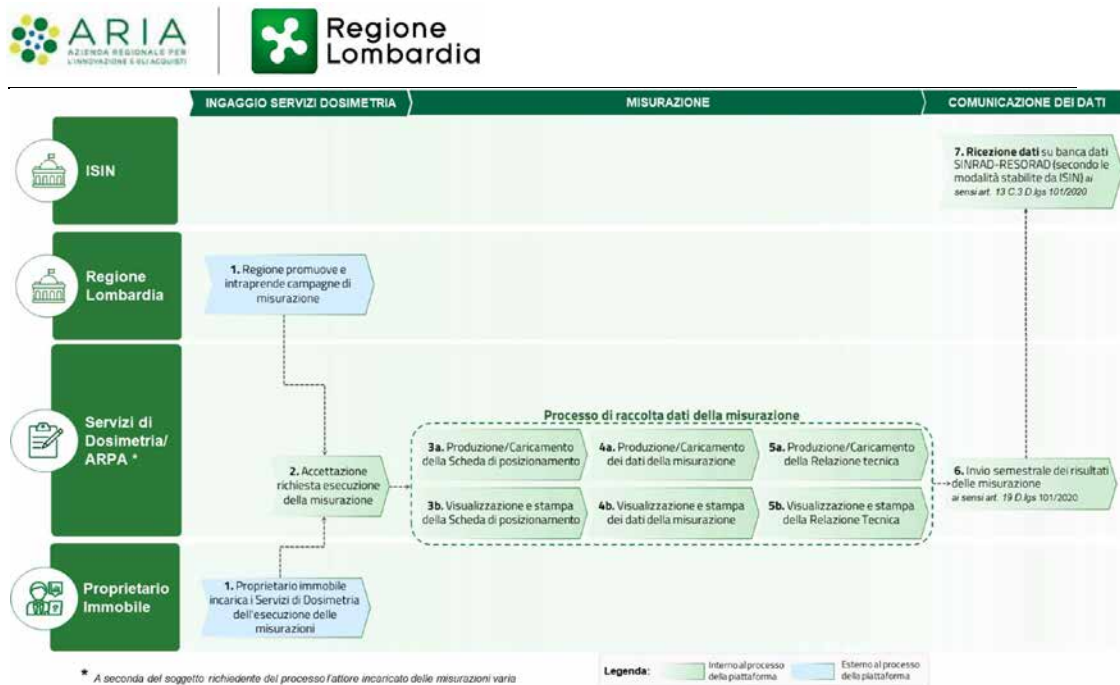 ARIA
AZIENDA REGIONALE PER
L'INNOVAZIONE E GLI ACQUISTI
Regione
Lombardia
INGAGGIO SERVIZI DOSIMETRIA
MISURAZIONE
COMUNICAZIONE DEI DATI
ISIN
7. Ricezione dati su banca dati
SINRAD-RESORAD (secondo le
modalità stabilite da ISIN) ai
sensi art. 13 C.3 D.lgs 101/2020
Regione
Lombardia
1. Regione promuove e
intraprende campagne di
misurazione
Servizi di
Dosimetria/
ARPA *
Processo di raccolta dati della misurazione
2. Accettazione
richiesta esecuzione
della misurazione
3a. Produzione/Caricamento
della Scheda di posizionamento
4a. Produzione/Caricamento
dei dati della misurazione
5a. Produzione/Caricamento
della Relazione tecnica
3b. Visualizzazione e stampa
della Scheda di posizionamento
4b. Visualizzazione e stampa
dei dati della misurazione
5b. Visualizzazione e stampa
della Relazione Tecnica
6. Invio semestrale dei risultati
delle misurazione
ai sensi art. 19 D.lgs 101/2020
Proprietario
Immobile
1. Proprietario immobile
incarica i Servizi di Dosimetria
dell'esecuzione delle
misurazioni
* A seconda del soggetto richiedente del processo l'attore incaricato delle misurazioni varia
Legenda:
Interno al processo
della piattaforma
Esterno al processo
della piattaforma